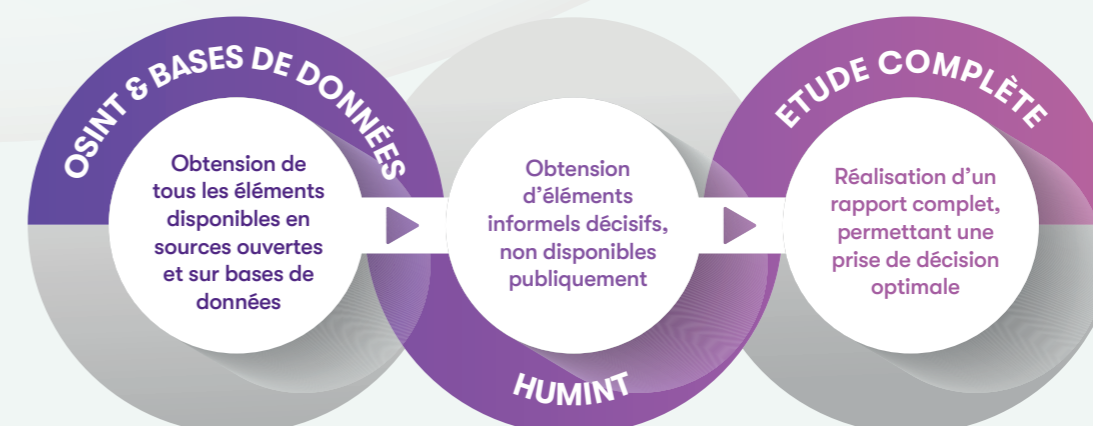 OSINT & BASES DE DONNÉES
Obtension de
tous les éléments
disponibles en
sources ouvertes
et sur bases de
données
Obtention
d’éléments
informels décisifs,
non disponibles
publiquement
HUMINT
ETUDE COMPLÈTE
Réalisation d’un
rapport complet,
permettant une
prise de décision
optimale